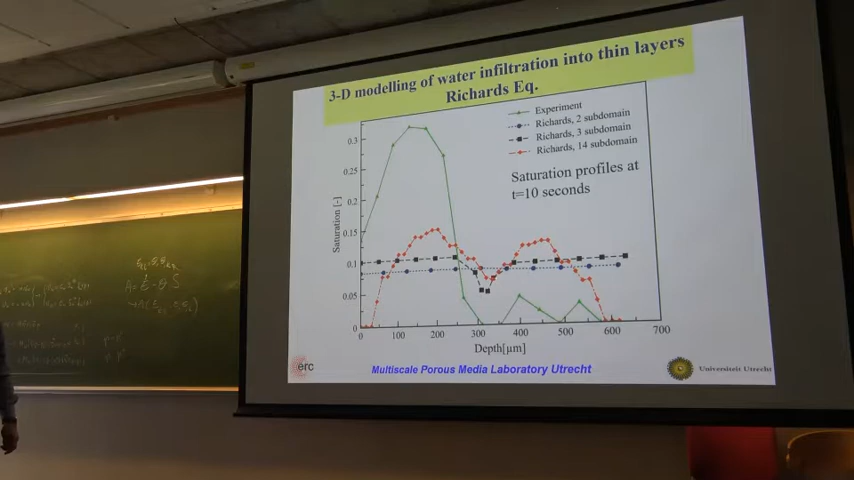 3-D modelling of water infiltration into thin layers
Richards Eq.
Experiment
Richards, 2 subdomain
Richards, 3 subdomain
Richards, 14 subdomain
Saturation profiles at
t=10 seconds
Saturation [-]
0.3
0.25
0.2
0.15
0.1
0.05
0
0 100 200 300 400 500 600 700
Depth[µm]
erc
Multiscale Porous Media Laboratory Utrecht
Universiteit Utrecht